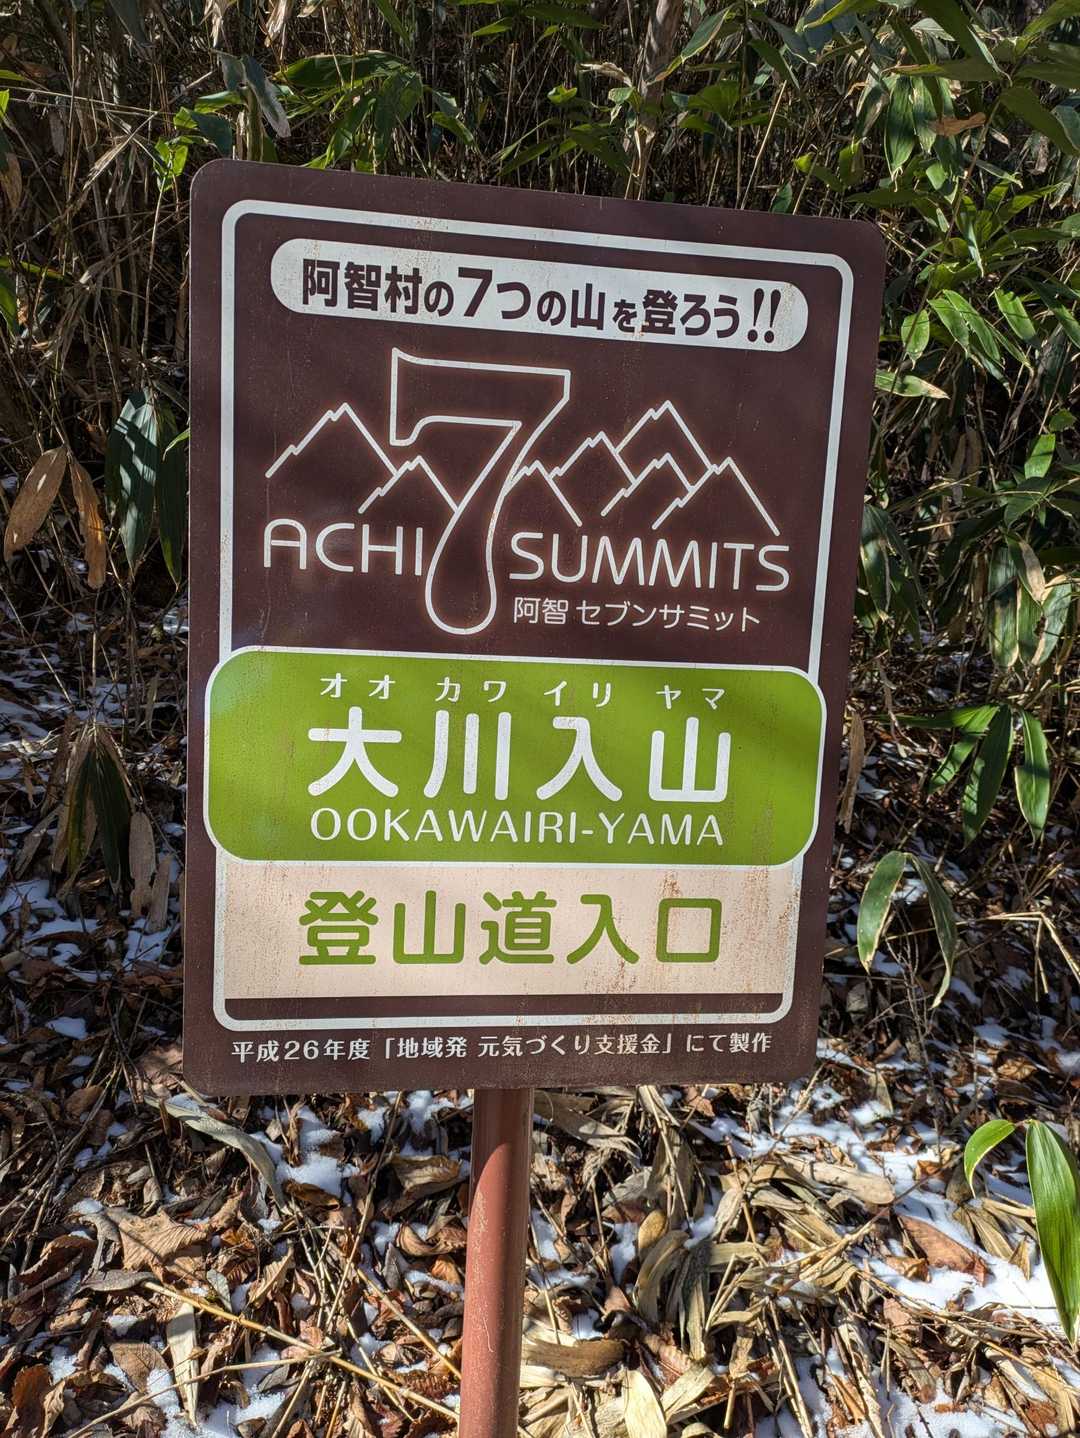 阿智村の7つの山を登ろう!!
ACHI 7 SUMMITS
阿智 セブンサミット
オオ カワ イリ ヤマ
大川入山
OOKAWAIRI-YAMA
登山道入口
平成26年度「地域発 元気づくり支援金」にて製作